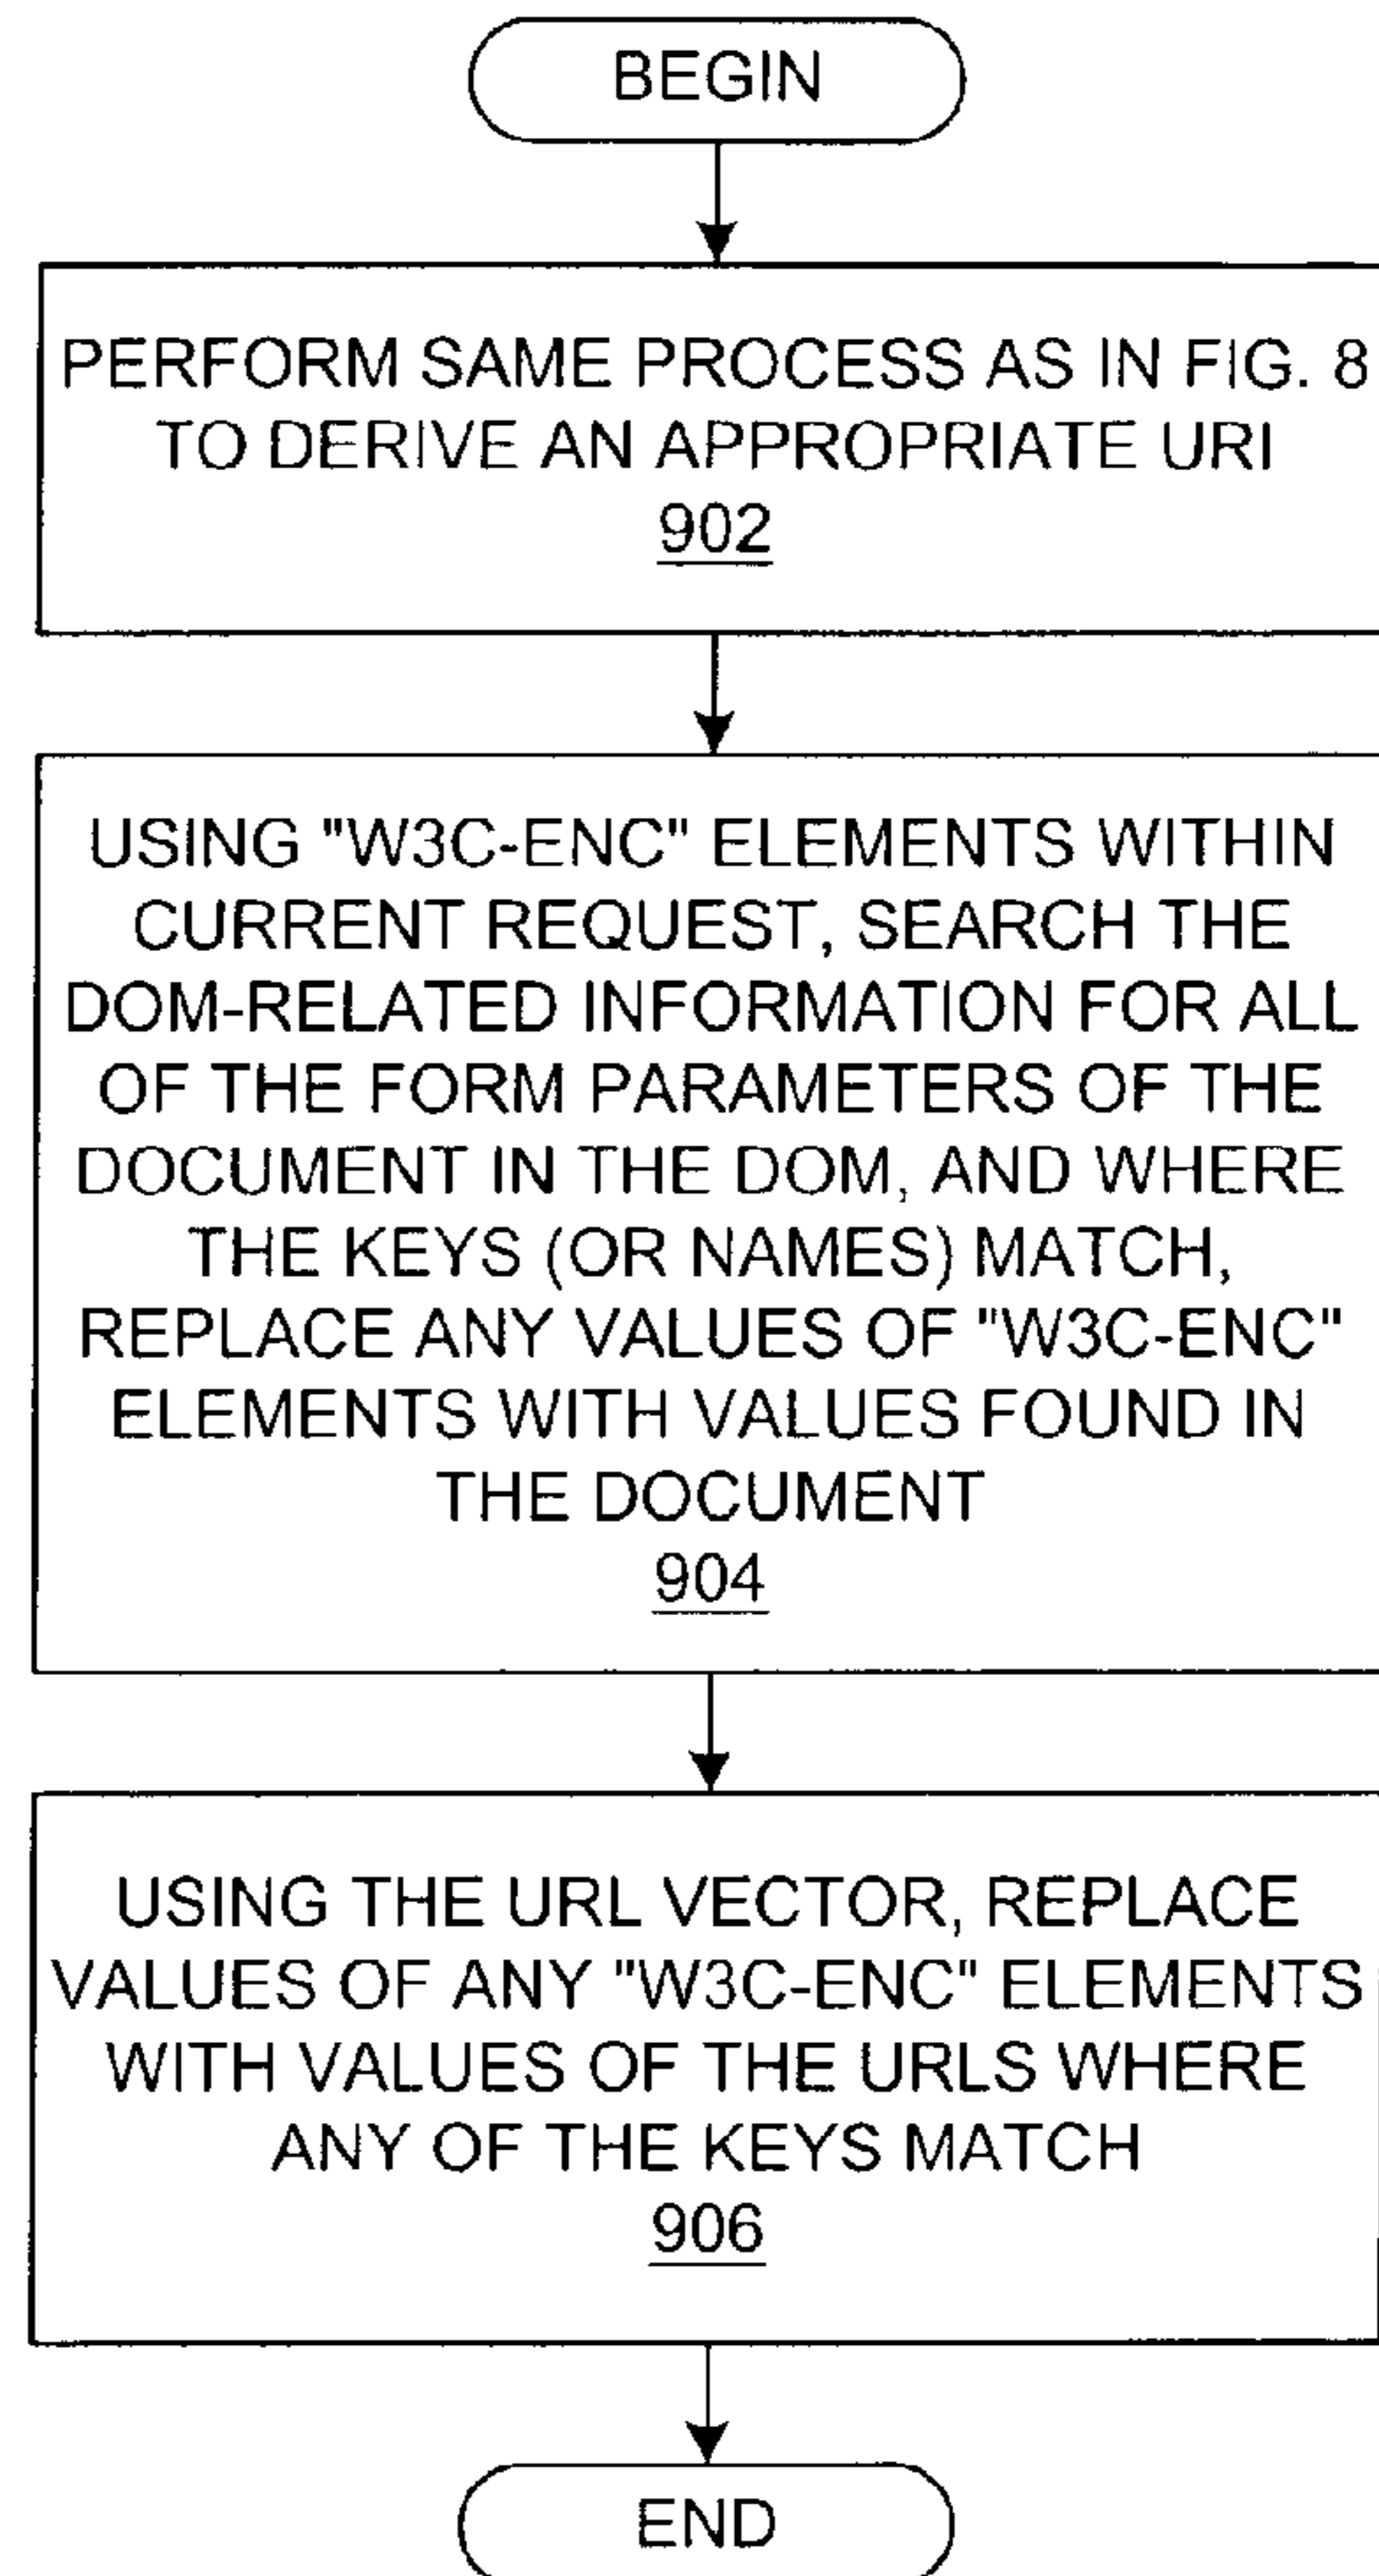 BEGIN
PERFORM SAME PROCESS AS IN FIG. 8
TO DERIVE AN APPROPRIATE URI
902
USING "W3C-ENC" ELEMENTS WITHIN
CURRENT REQUEST, SEARCH THE
DOM-RELATED INFORMATION FOR ALL
OF THE FORM PARAMETERS OF THE
DOCUMENT IN THE DOM, AND WHERE
THE KEYS (OR NAMES) MATCH,
REPLACE ANY VALUES OF "W3C-ENC"
ELEMENTS WITH VALUES FOUND IN
THE DOCUMENT
904
USING THE URL VECTOR, REPLACE
VALUES OF ANY "W3C-ENC" ELEMENTS
WITH VALUES OF THE URLS WHERE
ANY OF THE KEYS MATCH
906
END